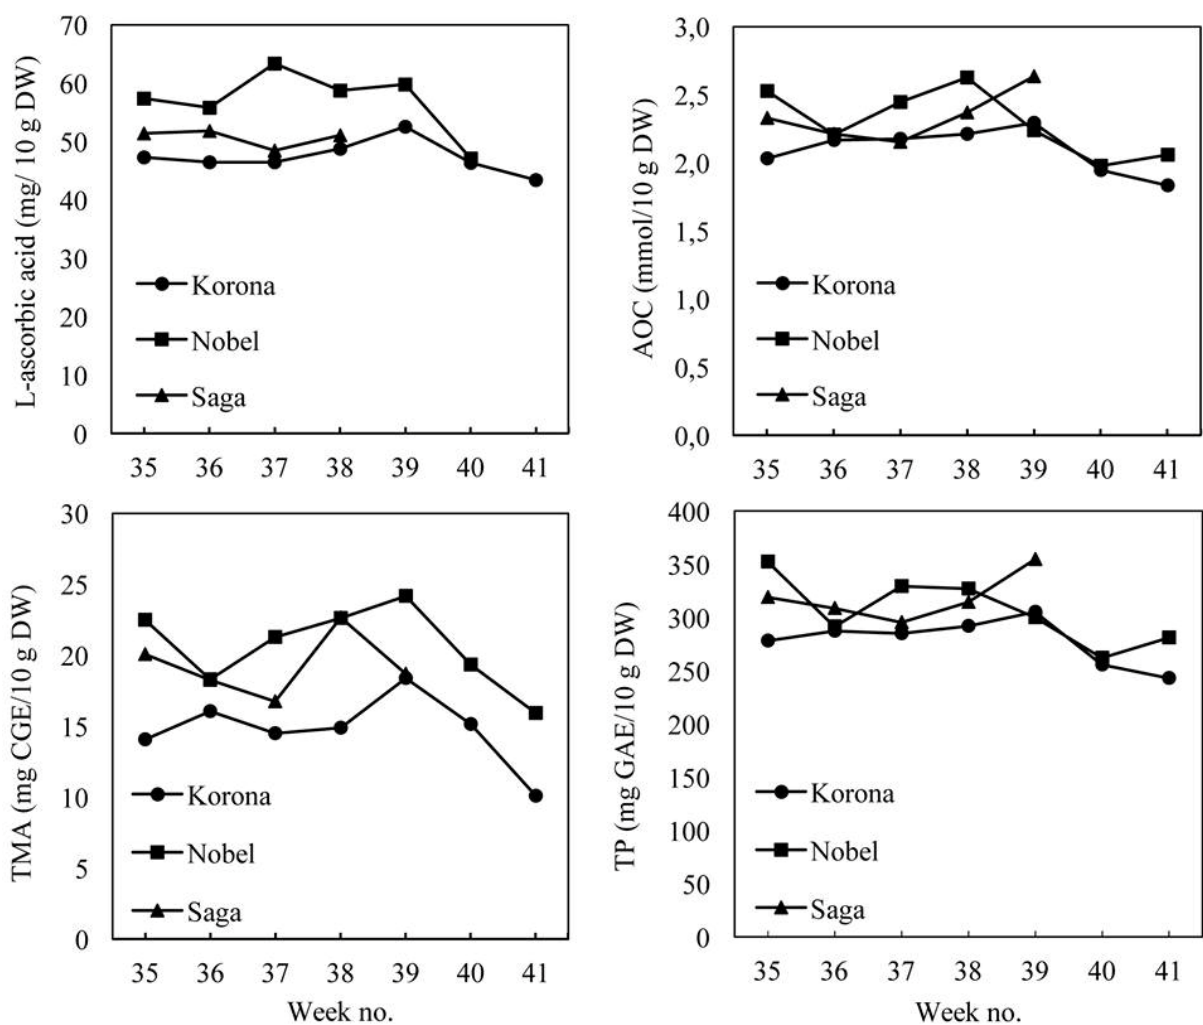 L-ascorbic acid (mg/ 10 g DW)
70
60
50
40
30
20
10
0
Korona
Nobel
Saga
35 36 37 38 39 40 41
AOC (mmol/10 g DW)
3,0
2,5
2,0
1,5
1,0
0,5
0,0
Korona
Nobel
Saga
35 36 37 38 39 40 41
TMA (mg CGE/10 g DW)
30
25
20
15
10
5
0
Korona
Nobel
Saga
35 36 37 38 39 40 41
Week no.
TP (mg GAE/10 g DW)
400
350
300
250
200
150
100
50
0
Korona
Nobel
Saga
35 36 37 38 39 40 41
Week no.